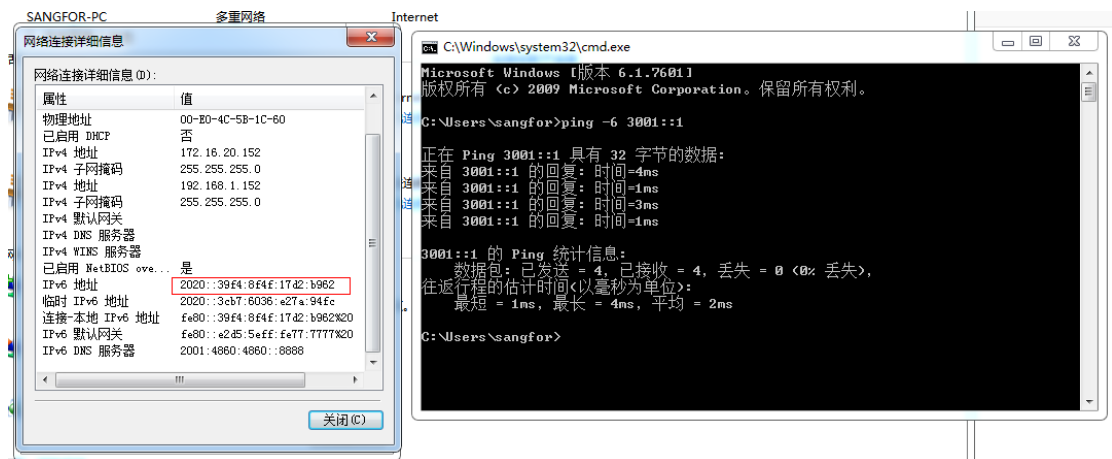 SANGFOR-PC 多重网络 Internet
网络连接详细信息
网络连接详细信息(D):
属性 值
物理地址 00-E0-4C-5B-1C-60
已启用 DHCP 否
IPv4 地址 172.16.20.152
IPv4 子网掩码 255.255.255.0
IPv4 地址 192.168.1.152
IPv4 子网掩码 255.255.255.0
IPv4 默认网关
IPv4 DNS 服务器
IPv4 WINS 服务器
已启用 NetBIOS ove... 是
IPv6 地址 2020::39f4:8f4f:17d2:b962
临时 IPv6 地址 2020::3cb7:6036:e27a:94fc
连接-本地 IPv6 地址 fe80::39f4:8f4f:17d2:b962%20
IPv6 默认网关 fe80::e2d5:5eff:fe77:7777%20
IPv6 DNS 服务器 2001:4860:4860::8888
关闭(C)
C:\Windows\system32\cmd.exe
Microsoft Windows [版本 6.1.7601]
版权所有 (c) 2009 Microsoft Corporation。保留所有权利。
C:\Users\sangfor>ping -6 3001::1
正在 Ping 3001::1 具有 32 字节的数据:
来自 3001::1 的回复: 时间=4ms
来自 3001::1 的回复: 时间=1ms
来自 3001::1 的回复: 时间=3ms
来自 3001::1 的回复: 时间=1ms
3001::1 的 Ping 统计信息:
数据包: 已发送 = 4, 已接收 = 4, 丢失 = 0 (0% 丢失),
往返行程的估计时间(以毫秒为单位):
最短 = 1ms, 最长 = 4ms, 平均 = 2ms
C:\Users\sangfor>